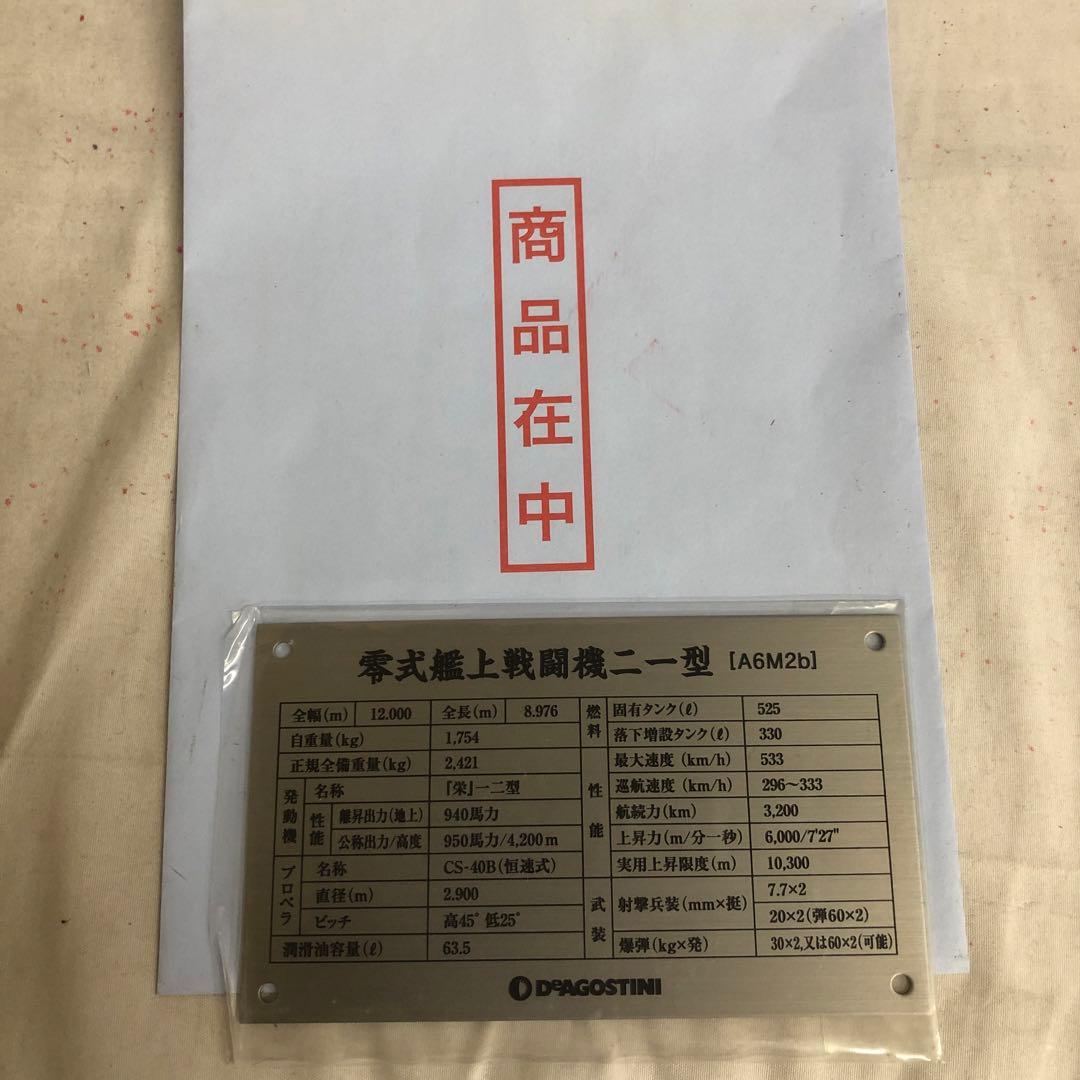 商品在中
零式艦上戦闘機二一型 [A6M2b]
全幅(m) 12.000 全長(m) 8.976
自重量(kg) 1,754
正規全備重量(kg) 2,421
発動機 名称 「栄」一二型
性能 離昇出力(地上) 940馬力
公称出力/高度 950馬力/4,200m
プロペラ 名称 CS-40B(恒速式)
直径(m) 2.900
ピッチ 高45° 低25°
潤滑油容量(ℓ) 63.5
燃料 固有タンク(ℓ) 525
落下増設タンク(ℓ) 330
性能 最大速度 (km/h) 533
巡航速度 (km/h) 296〜333
航続力(km) 3,200
上昇力(m/分一秒) 6,000/7'27"
実用上昇限度(m) 10,300
武装 射撃兵装(mm×挺) 7.7×2
20×2(弾60×2)
爆弾(kg×発) 30×2,又は60×2(可能)
DeAGOSTINI